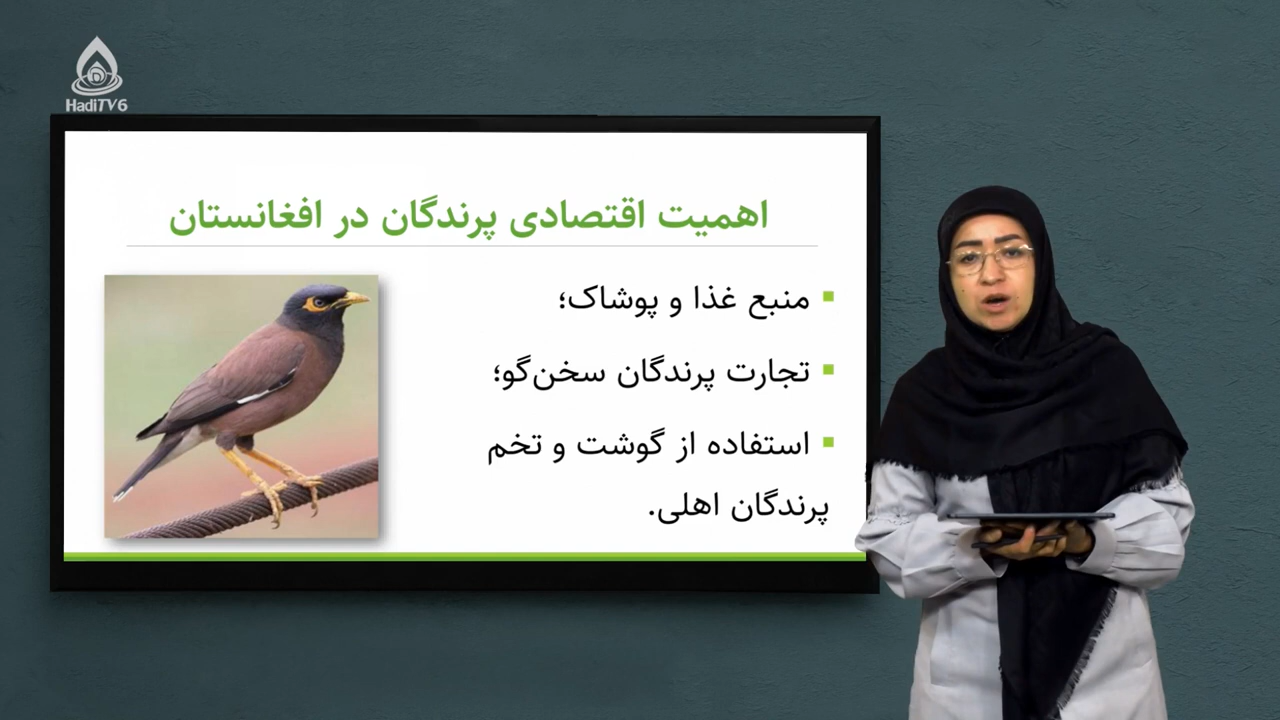 HadiTV6
اهمیت اقتصادی پرندگان در افغانستان
منبع غذا و پوشاک؛
تجارت پرندگان سخن‌گو؛
استفاده از گوشت و تخم
پرندگان اهلی.